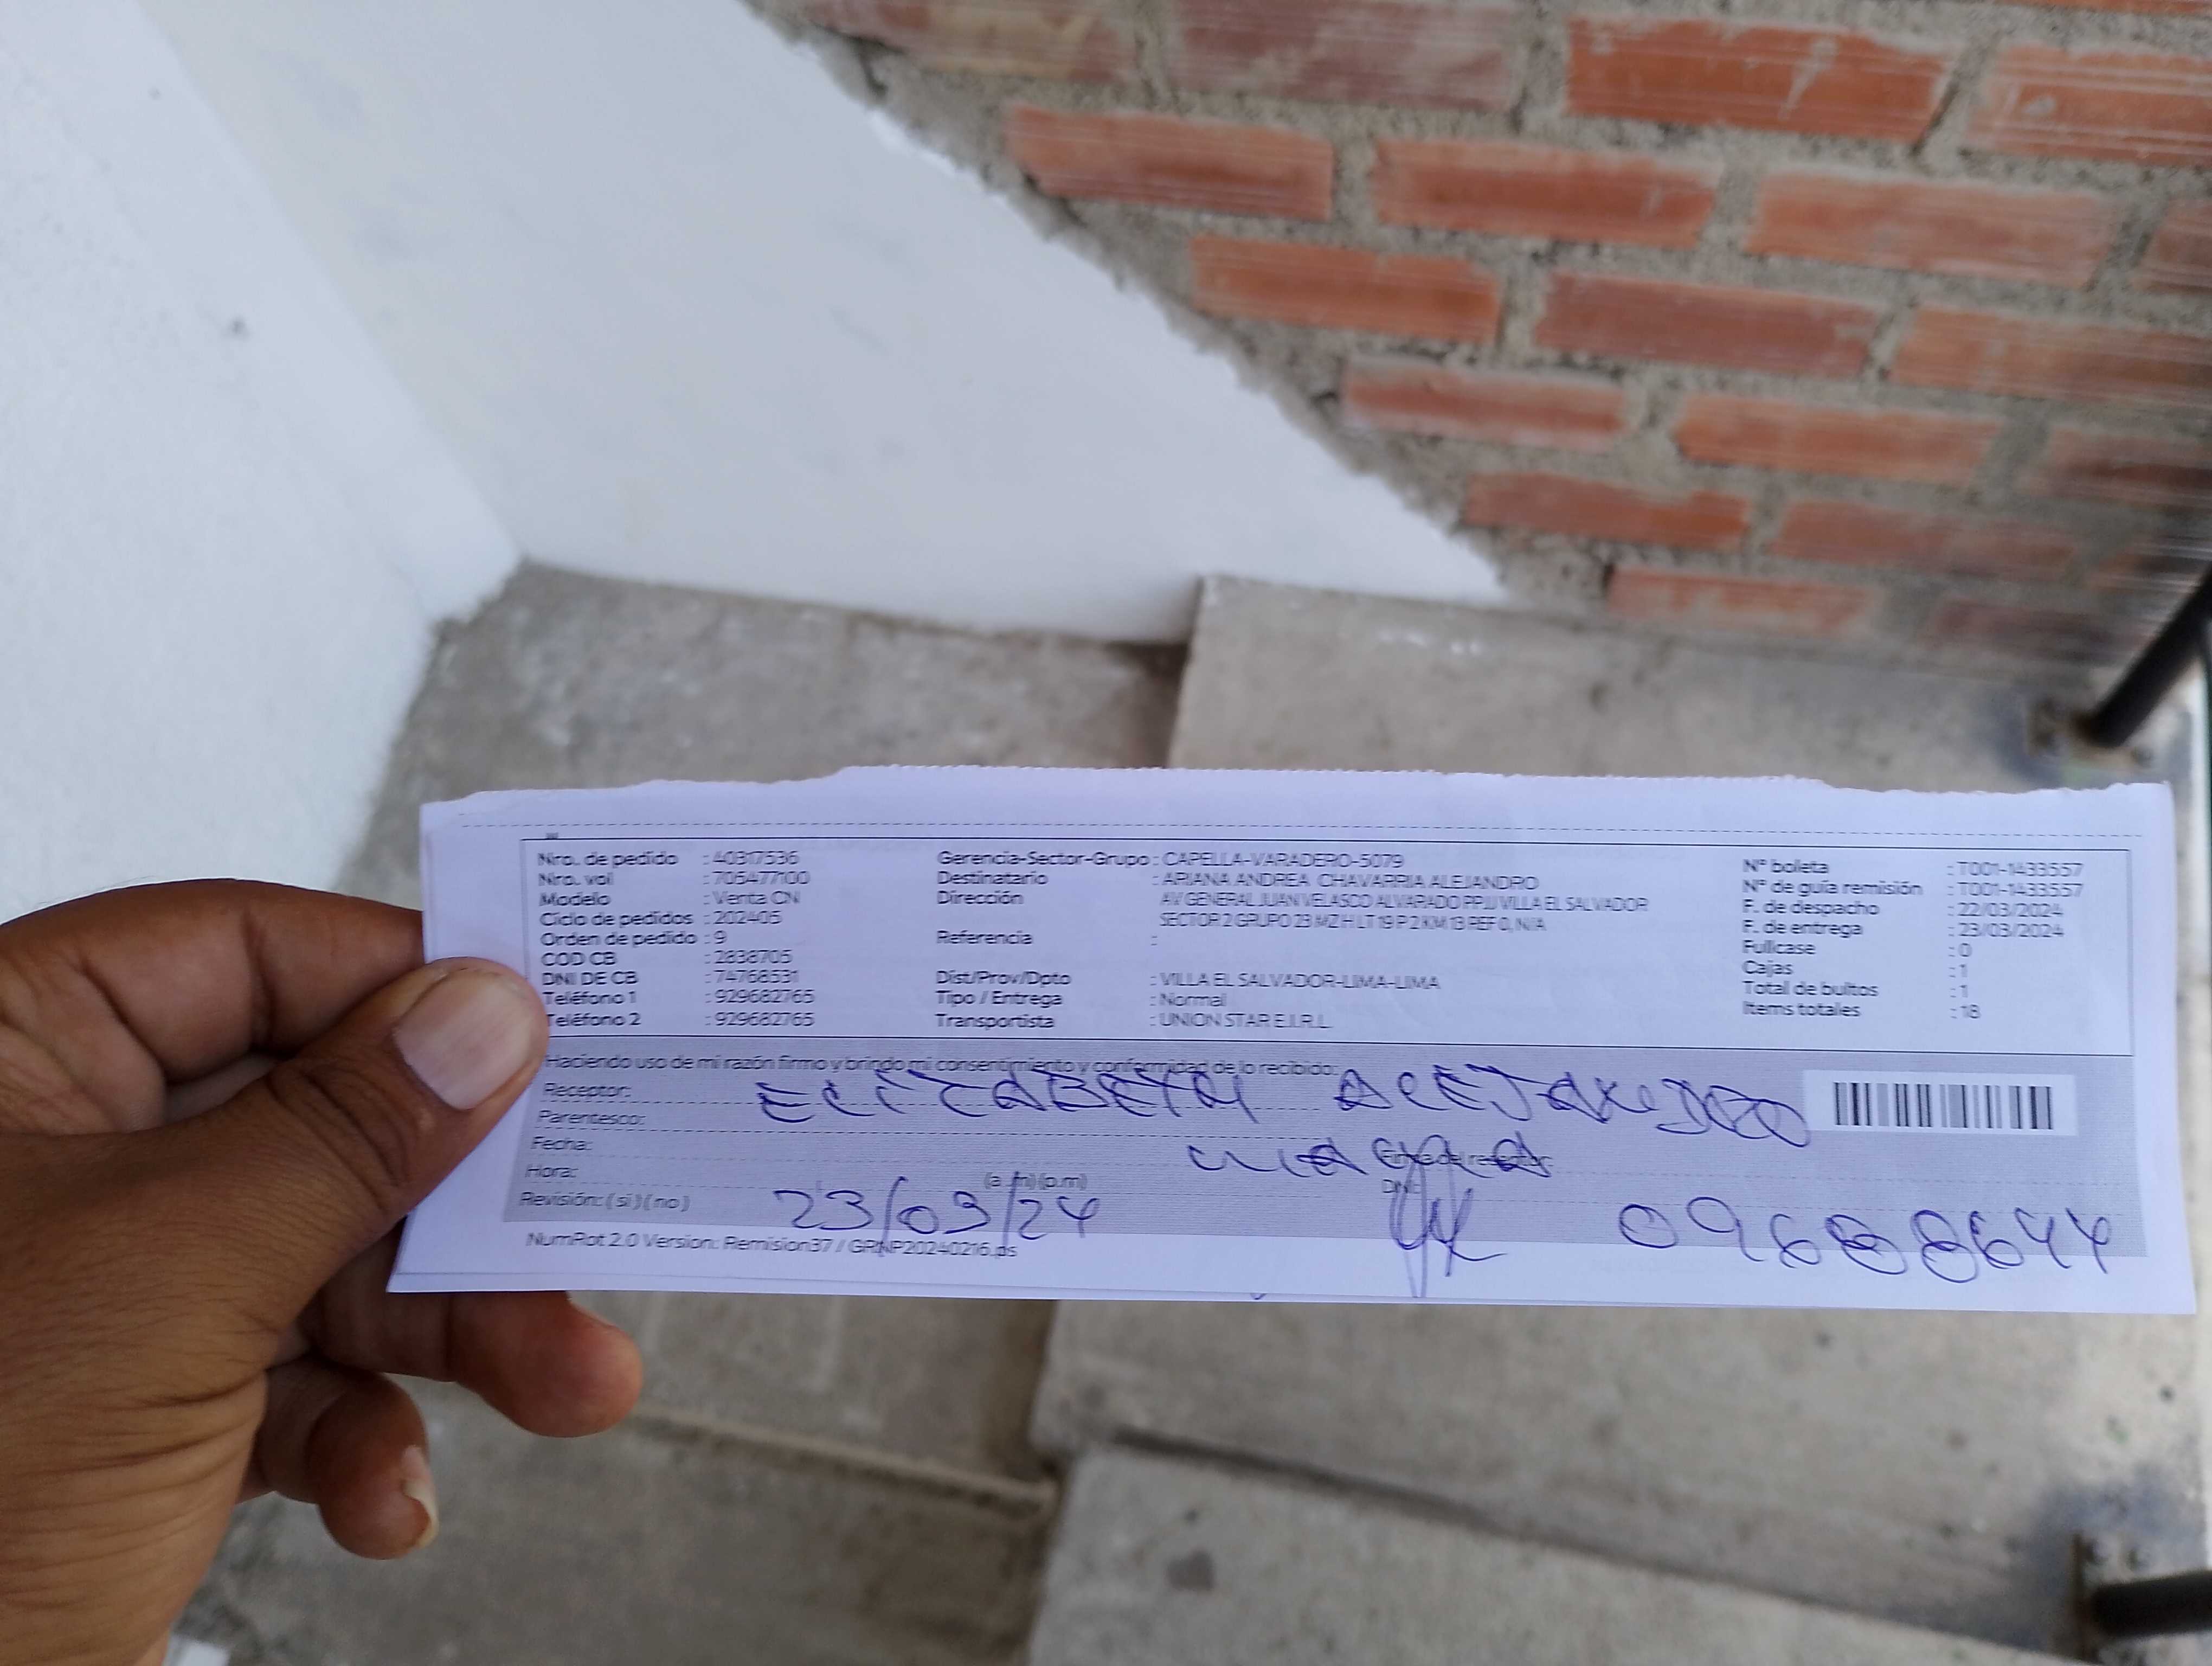 Nro. de pedido : 40317536
Nro. vol : 705477100
Modelo : Venta CN
Ciclo de pedidos : 202405
Orden de pedido : 9
COD CB : 2838705
DNI DE CB : 74768531
Teléfono 1 : 929682765
Teléfono 2 : 929682765
Gerencia-Sector-Grupo : CAPELLA-VARADERO-5079
Destinatario : ARIANA ANDREA CHAVARRIA ALEJANDRO
Dirección : AV GENERAL JUAN VELASCO ALVARADO PPJJ VILLA EL SALVADOR
SECTOR 2 GRUPO 23 MZ H LT 19 P 2 KM 13 REF 0, N/A
Referencia :
Dist/Prov/Dpto : VILLA EL SALVADOR-LIMA-LIMA
Tipo / Entrega : Normal
Transportista : UNION STAR E.I.R.L.
N° boleta : T001-1433557
N° de guía remisión : T001-1433557
F. de despacho : 22/03/2024
F. de entrega : 23/03/2024
Fullcase : 0
Cajas : 1
Total de bultos : 1
Items totales : 18
Haciendo uso de mi razón firmo y brindo mi consentimiento y conformidad de lo recibido:
Receptor: ELIZABETH ALEJANDRO
Parentesco:
Fecha:
Firma del receptor
Hora: (a.m) (p.m)
DNI:
Revisión: ( si ) ( no ) 23/03/24 09688644
NumRot 2.0 Version: Remision37 / GRNP20240216.ps